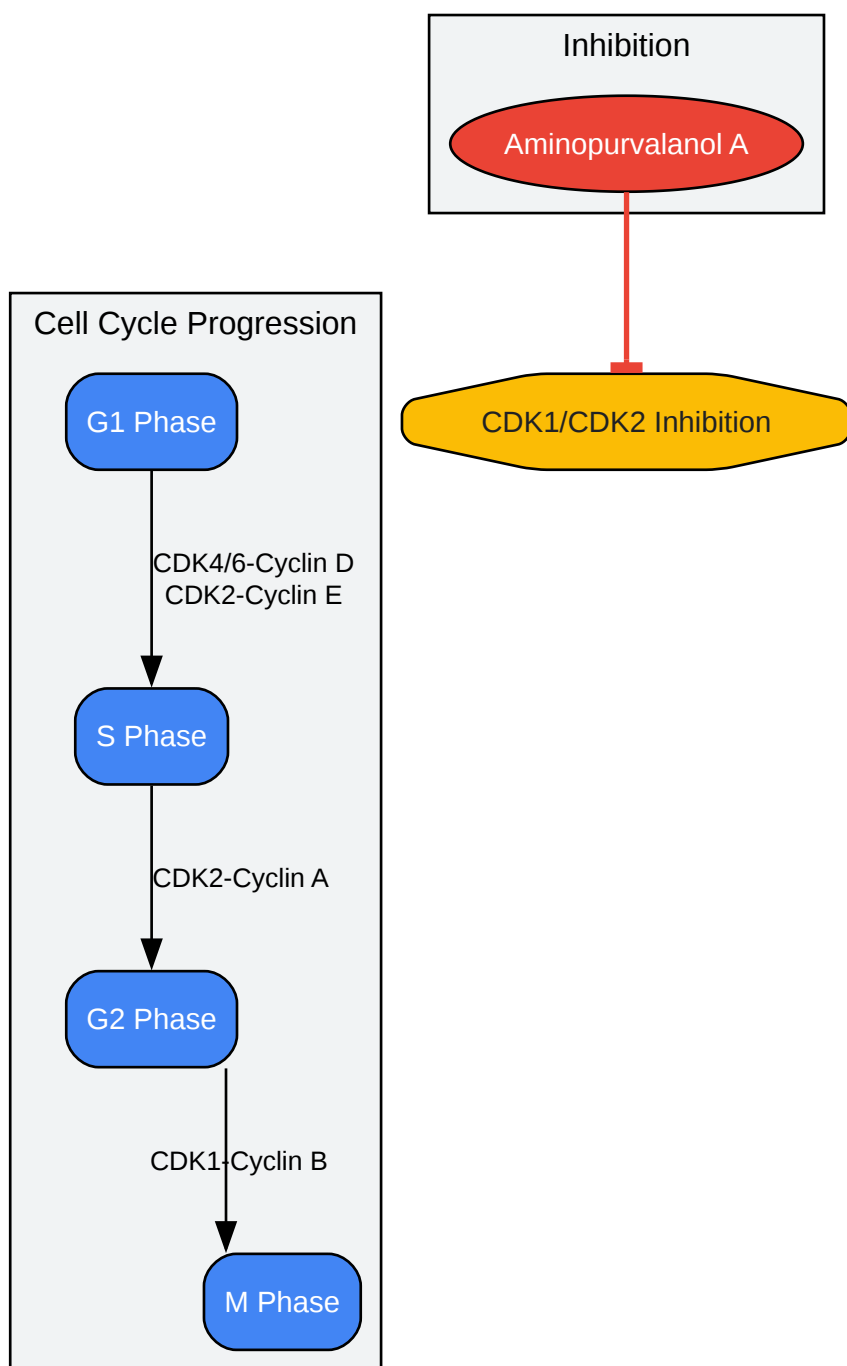 Inhibition
Aminopurvalanol A
Cell Cycle Progression
G1 Phase
CDK1/CDK2 Inhibition
CDK4/6-Cyclin D
CDK2-Cyclin E
S Phase
CDK2-Cyclin A
G2 Phase
CDK1-Cyclin B
M Phase